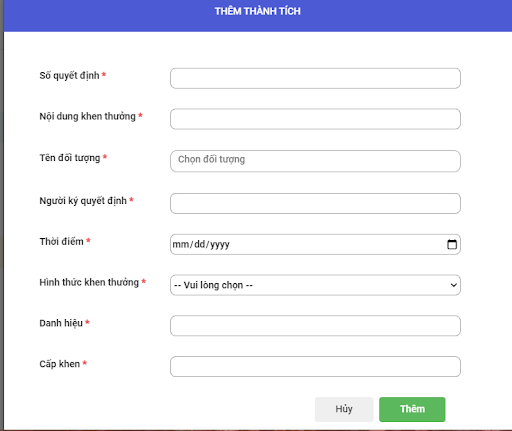 THÊM THÀNH TÍCH
Số quyết định *
Nội dung khen thưởng *
Tên đối tượng * Chọn đối tượng
Người ký quyết định *
Thời điểm * mm/dd/yyyy
Hình thức khen thưởng * -- Vui lòng chọn --
Danh hiệu *
Cấp khen *
Hủy Thêm